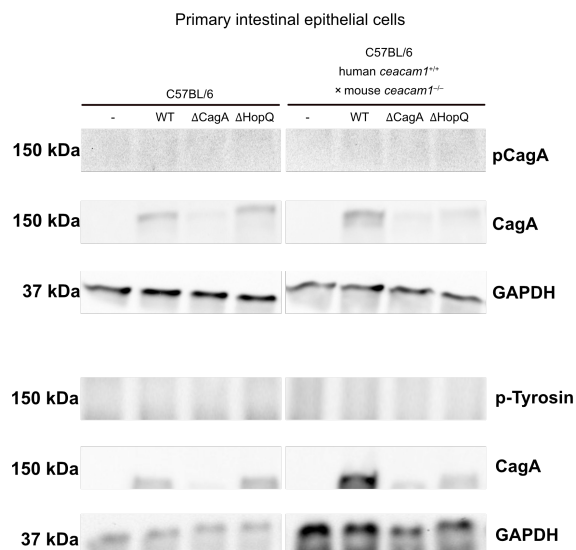 Primary intestinal epithelial cells
C57BL/6
C57BL/6
human ceacam1+/+
× mouse ceacam1−/−
- WT ΔCagA ΔHopQ - WT ΔCagA ΔHopQ
150 kDa pCagA
150 kDa CagA
37 kDa GAPDH
150 kDa p-Tyrosin
150 kDa CagA
37 kDa GAPDH